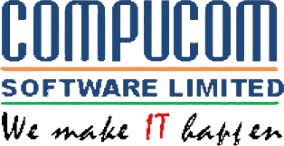 COMPUCOM
SOFTWARE LIMITED
We make IT happen